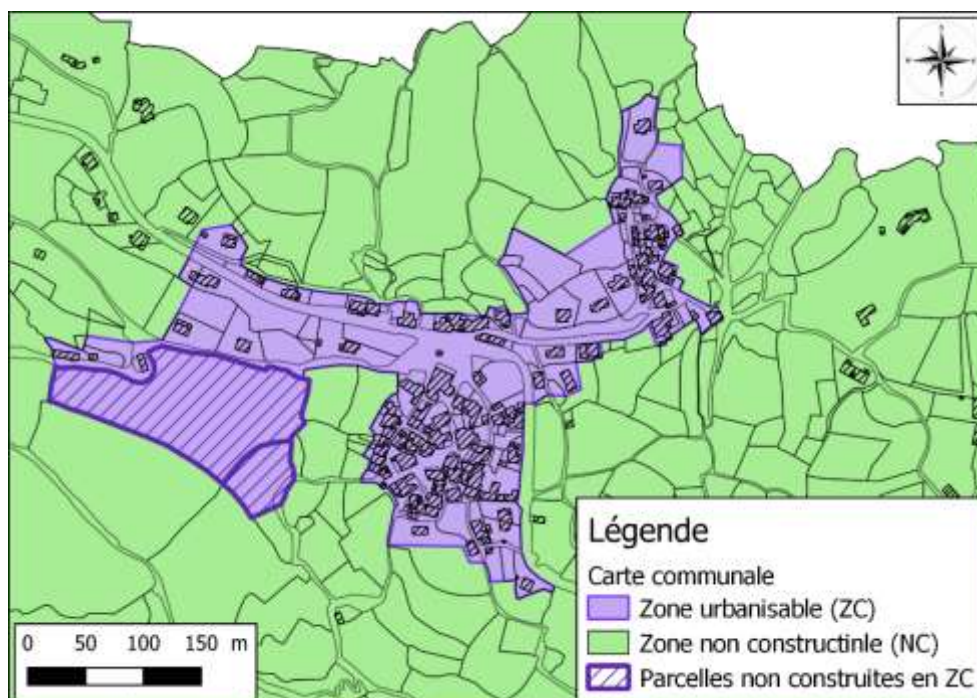 Légende
Carte communale
Zone urbanisable (ZC)
Zone non constructinle (NC)
Parcelles non construites en ZC
0 50 100 150 m